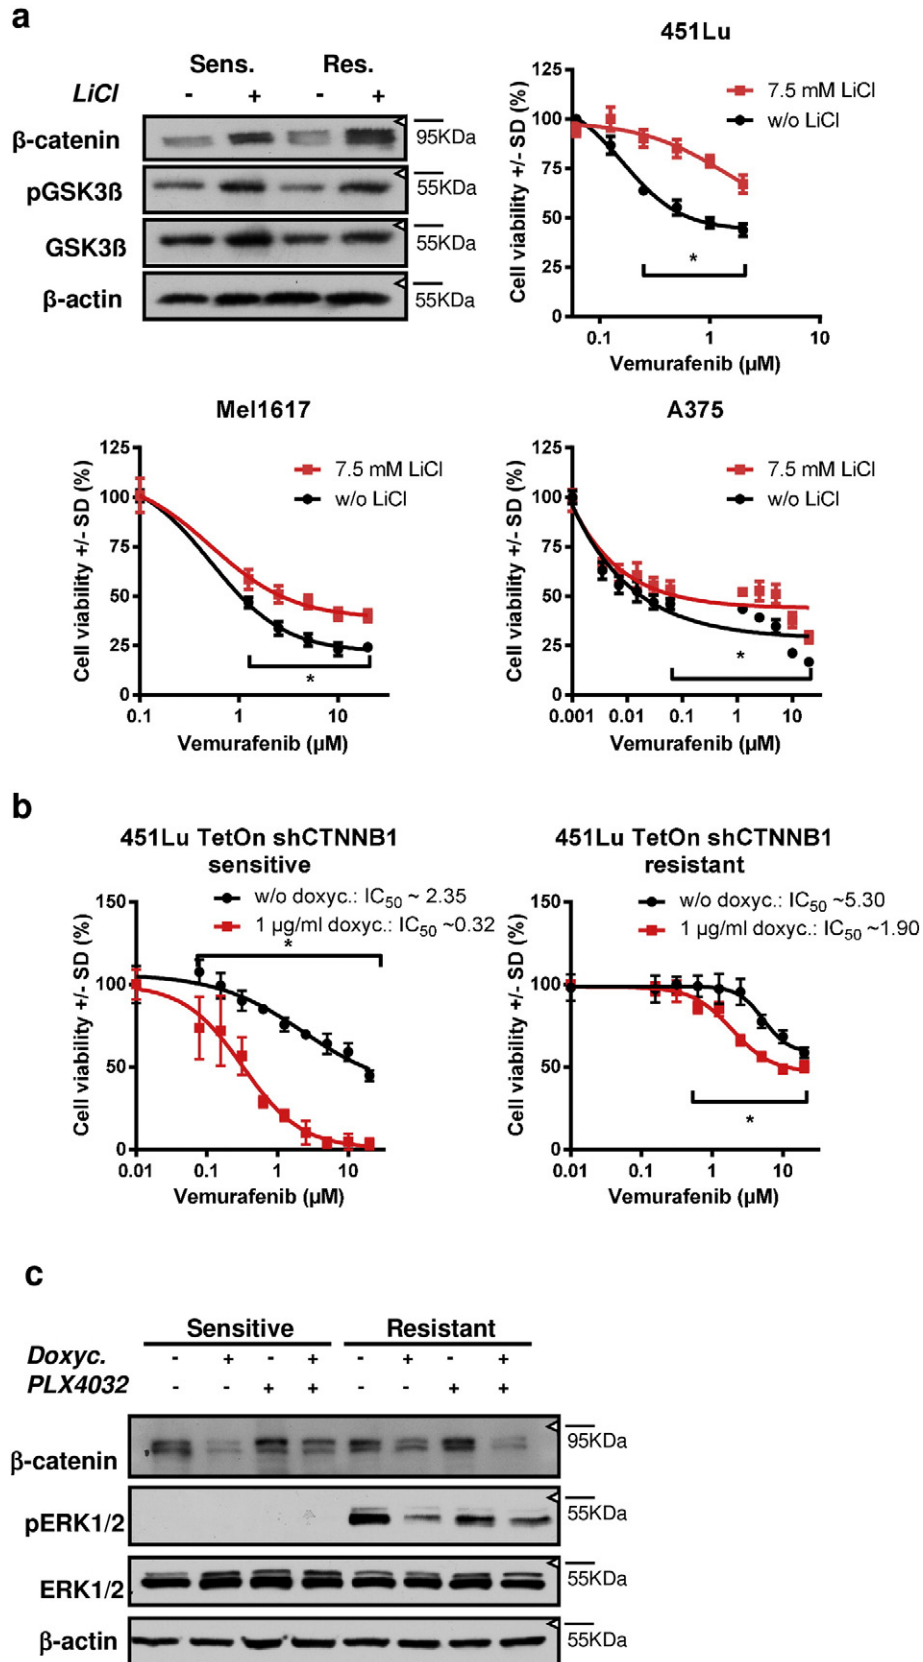 a
Sens. Res.
LiCl - + - +
β-catenin 95KDa
pGSK3ß 55KDa
GSK3ß 55KDa
β-actin 55KDa
451Lu
Cell viability +/- SD (%)
125
100
75
50
25
0
7.5 mM LiCl
w/o LiCl
*
0.1 1 10
Vemurafenib (µM)
Mel1617
Cell viability +/- SD (%)
125
100
75
50
25
0
7.5 mM LiCl
w/o LiCl
*
0.1 1 10
Vemurafenib (µM)
A375
Cell viability +/- SD (%)
125
100
75
50
25
0
7.5 mM LiCl
w/o LiCl
*
0.001 0.01 0.1 1 10
Vemurafenib (µM)
b
451Lu TetOn shCTNNB1
sensitive
w/o doxyc.: IC50 ~ 2.35
1 µg/ml doxyc.: IC50 ~0.32
*
Cell viability +/- SD (%)
150
100
50
0
0.01 0.1 1 10
Vemurafenib (µM)
451Lu TetOn shCTNNB1
resistant
w/o doxyc.: IC50 ~5.30
1 µg/ml doxyc.: IC50 ~1.90
Cell viability +/- SD (%)
150
100
50
0
*
0.01 0.1 1 10
Vemurafenib (µM)
c
Sensitive Resistant
Doxyc. - + - + - + - +
PLX4032 - - + + - - + +
β-catenin 95KDa
pERK1/2 55KDa
ERK1/2 55KDa
β-actin 55KDa